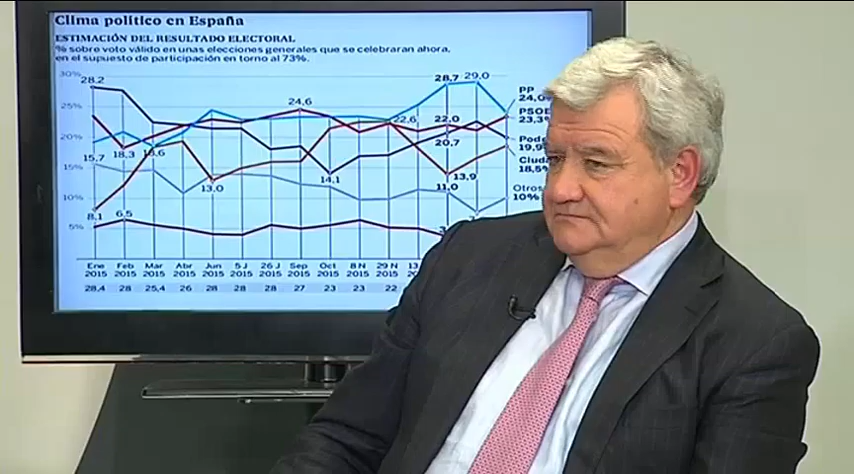 Clima político en España
ESTIMACIÓN DEL RESULTADO ELECTORAL
% sobre voto válido en unas elecciones generales que se celebraran ahora,
en el supuesto de participación en torno al 73%.
30%
25%
20%
15%
10%
5%
28,2
18,3
18,6
15,7
8,1
6,5
13,0
24,6
14,1
22,6
28,7
29,0
22,0
20,7
13,9
11,0
PP
24,0
PSOE
23,3%
19,9%
18,5%
Otros
10%
Ene Feb Mar Abr Jun 5 J 26 J Sep Oct 8 N 29 N 13
2015 2015 2015 2015 2015 2015 2015 2015 2015 2015 2015 2015
28,4 28 25,4 26 28 28 28 27 23 23 22